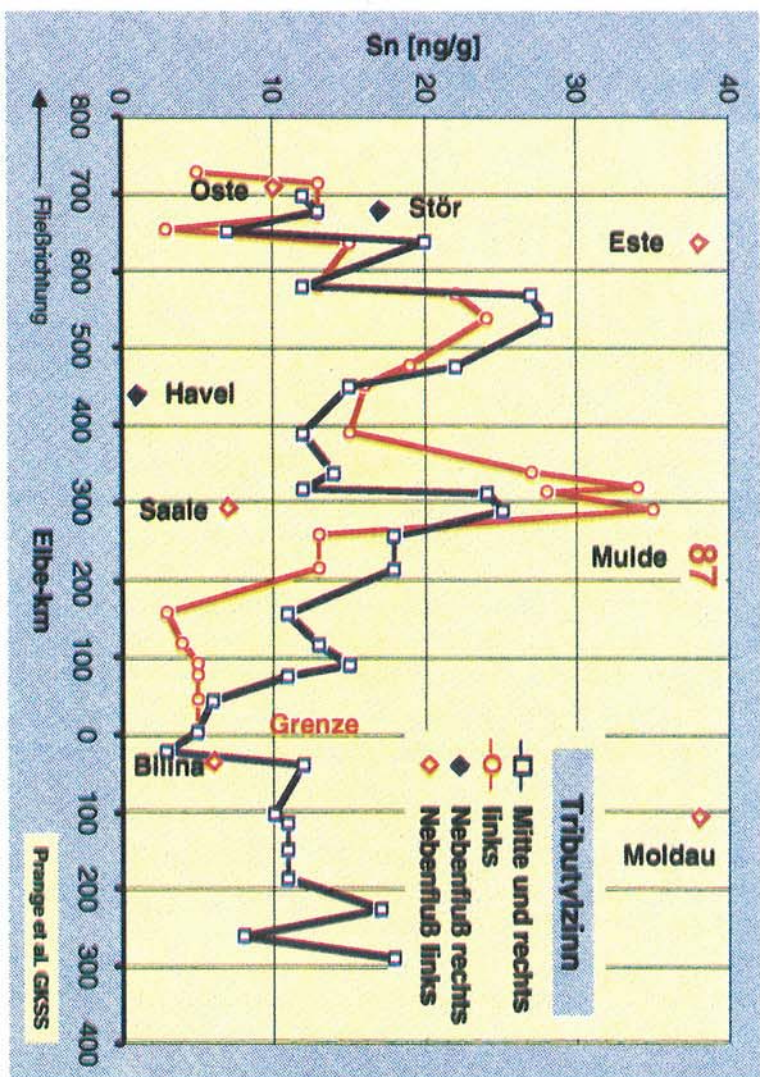 Sn [ng/g]
40
30
20
10
0
800
700
600
500
400
300
200
100
0
100
200
300
400
Fließrichtung
Elbe-km
Tributylzinn
Mitte und rechts
links
Nebenfluß rechts
Nebenfluß links
Oste
Stör
Este
Havel
Saale
87
Mulde
Grenze
Bilina
Moldau
Prange et al. GKSS